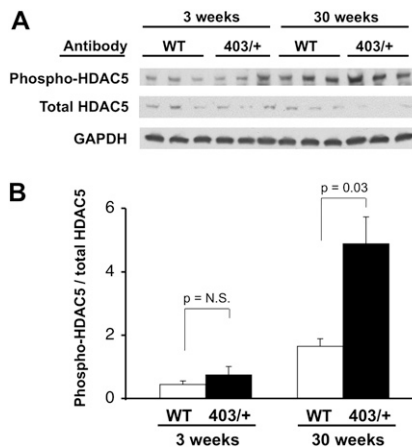 A
3 weeks 30 weeks
Antibody WT 403/+ WT 403/+
Phospho-HDAC5
Total HDAC5
GAPDH
B
Phospho-HDAC5 / total HDAC5
p = 0.03
6
4
p = N.S.
2
0
WT 403/+ WT 403/+
3 weeks 30 weeks